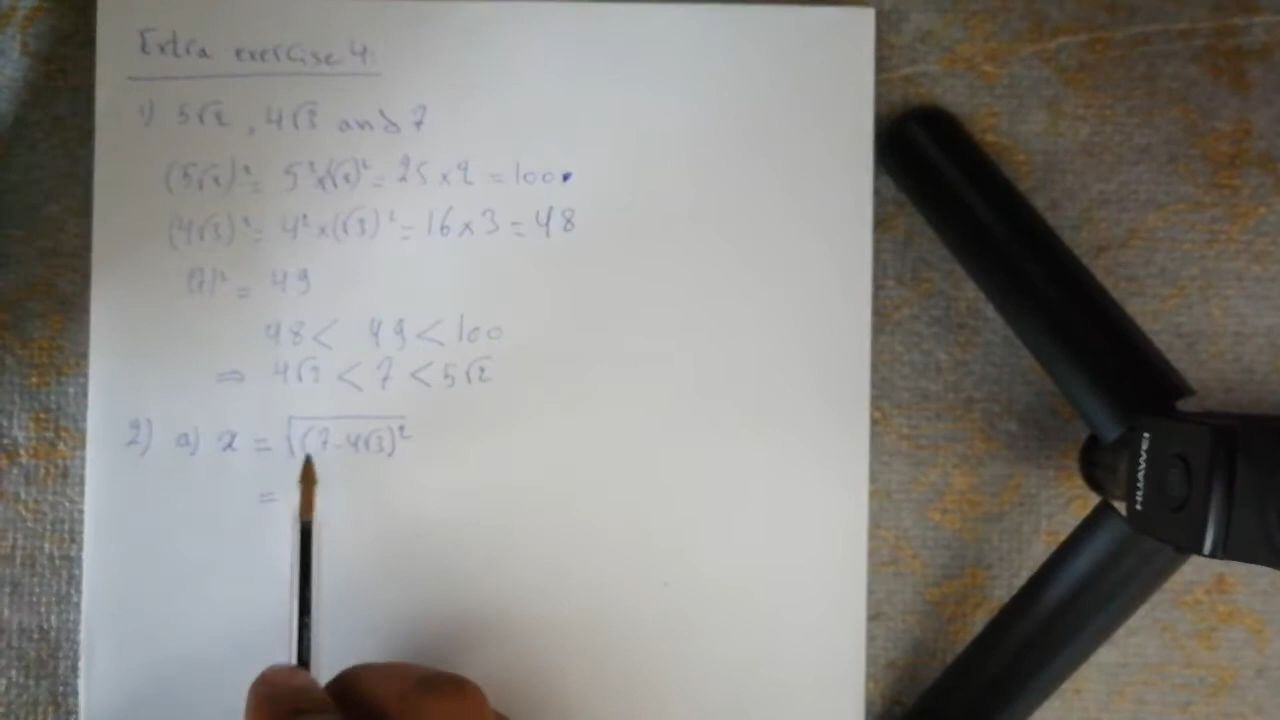 Extra exercise 4:
1) 5√2 , 4√3 and 7
(5√2)² = 5²×(√2)² = 25 × 2 = 100
(4√3)² = 4²×(√3)² = 16 × 3 = 48
(7)² = 49
48 < 49 < 100
⇒ 4√3 < 7 < 5√2
2) a) x = √(7-4√3)²
=
HUAWEI